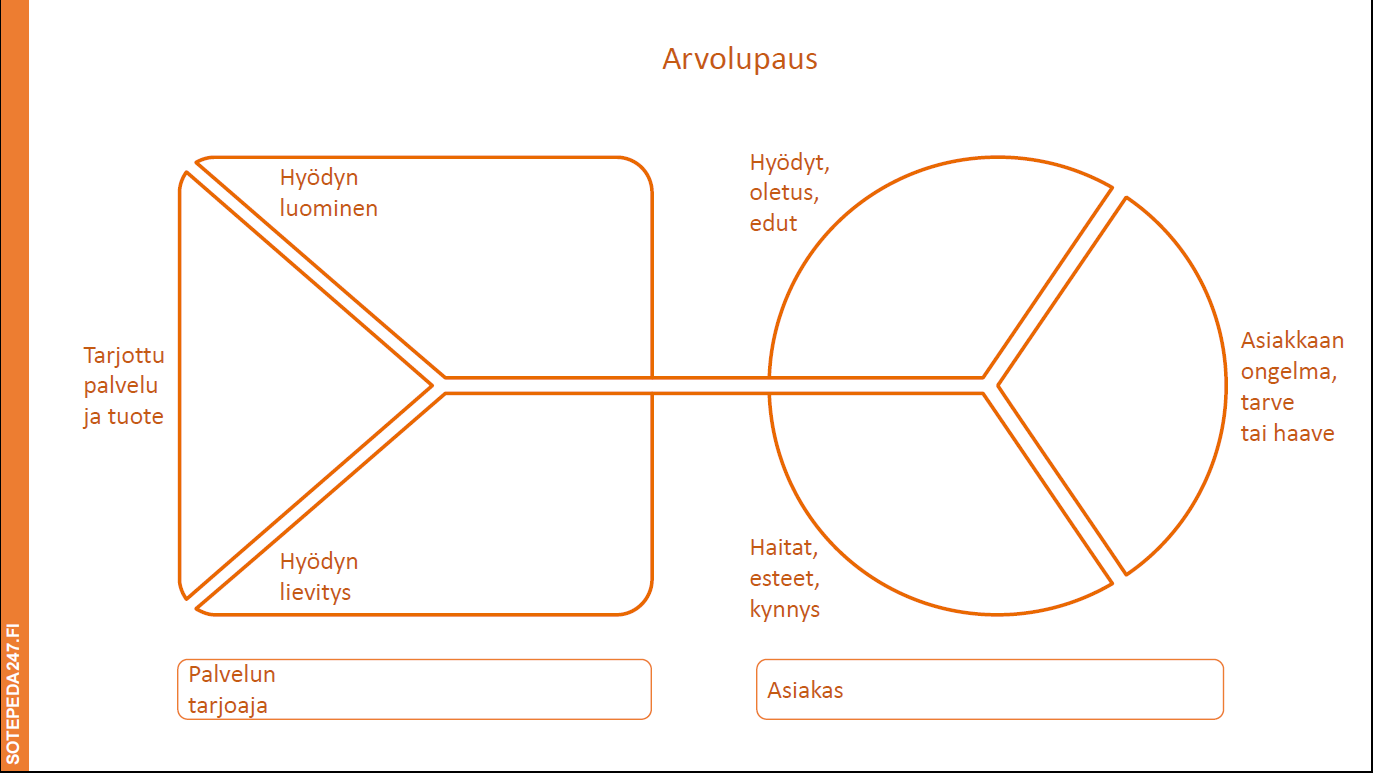 Arvolupaus
Hyödyn
luominen
Hyödyt,
oletus,
edut
Tarjottu
palvelu
ja tuote
Asiakkaan
ongelma,
tarve
tai haave
Hyödyn
lievitys
Haitat,
esteet,
kynnys
Palvelun
tarjoaja
Asiakas
SOTEPEDA247.FI